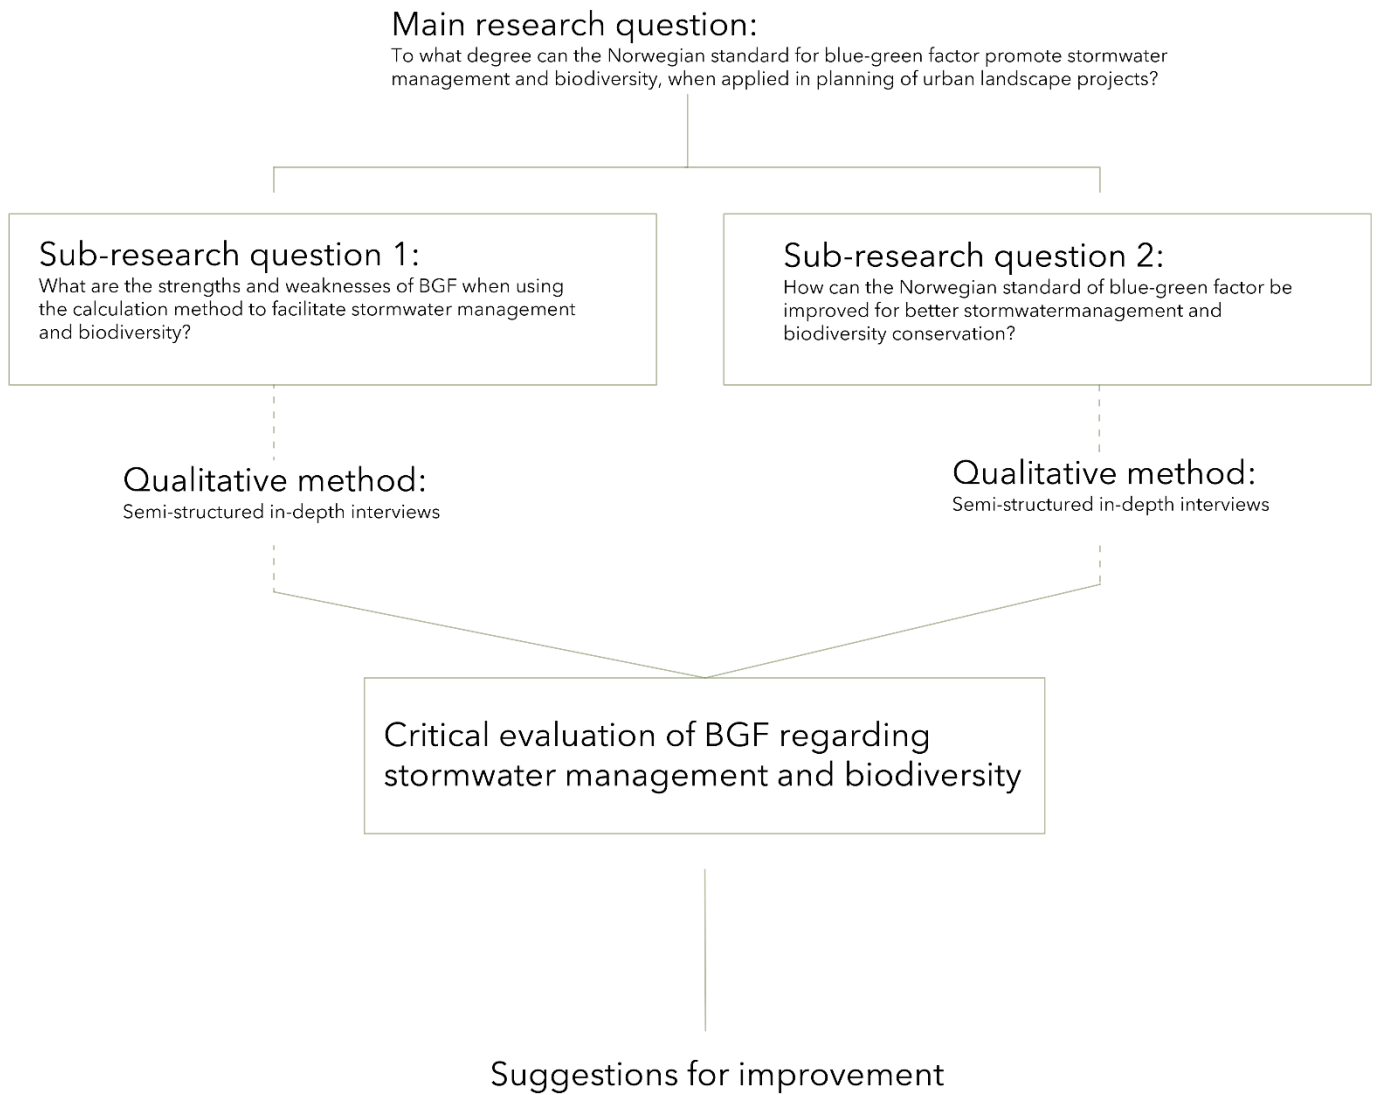 Main research question:
To what degree can the Norwegian standard for blue-green factor promote stormwater
management and biodiversity, when applied in planning of urban landscape projects?
Sub-research question 1:
What are the strengths and weaknesses of BGF when using
the calculation method to facilitate stormwater management
and biodiversity?
Sub-research question 2:
How can the Norwegian standard of blue-green factor be
improved for better stormwatermanagement and
biodiversity conservation?
Qualitative method:
Semi-structured in-depth interviews
Qualitative method:
Semi-structured in-depth interviews
Critical evaluation of BGF regarding
stormwater management and biodiversity
Suggestions for improvement